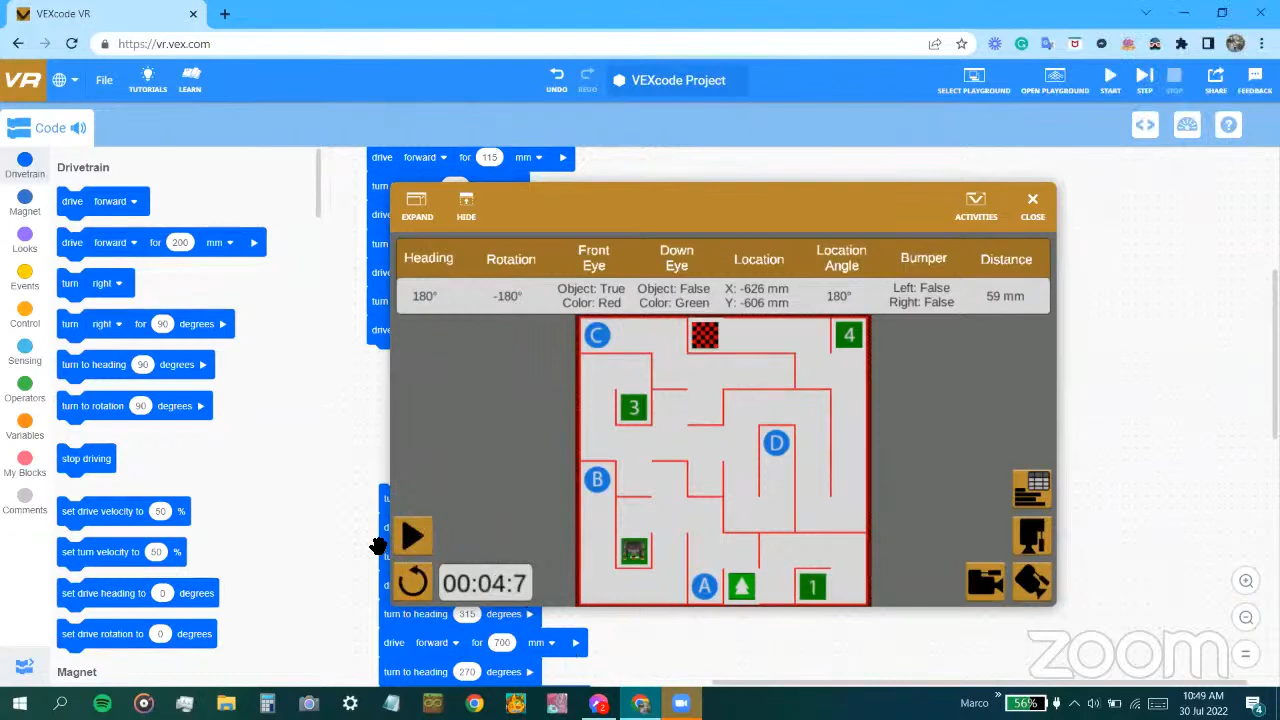 VEXcode VR
https://vr.vex.com
VR
File
TUTORIALS
LEARN
UNDO
REDO
VEXcode Project
SELECT PLAYGROUND
OPEN PLAYGROUND
START
STEP
STOP
SHARE
FEEDBACK
Code
Drivetrain
Magnet
Looks
Events
Control
Sensing
Operators
Variables
My Blocks
Comments
Drivetrain
drive forward
drive forward for 200 mm
turn right
turn right for 90 degrees
turn to heading 90 degrees
turn to rotation 90 degrees
stop driving
set drive velocity to 50 %
set turn velocity to 50 %
set drive heading to 0 degrees
set drive rotation to 0 degrees
Magnet
drive forward for 115 mm
turn
turn
turn
turn to heading 315 degrees
drive forward for 700 mm
turn to heading 270 degrees
EXPAND
HIDE
ACTIVITIES
CLOSE
Heading Rotation Front Eye Down Eye Location Location Angle Bumper Distance
180° -180° Object: True Object: False X: -626 mm 180° Left: False 59 mm
Color: Red Color: Green Y: -606 mm Right: False
C
4
3
D
B
A
1
00:04:7
zoom
Marco
56%
10:49 AM
30 Jul 2022
2
4